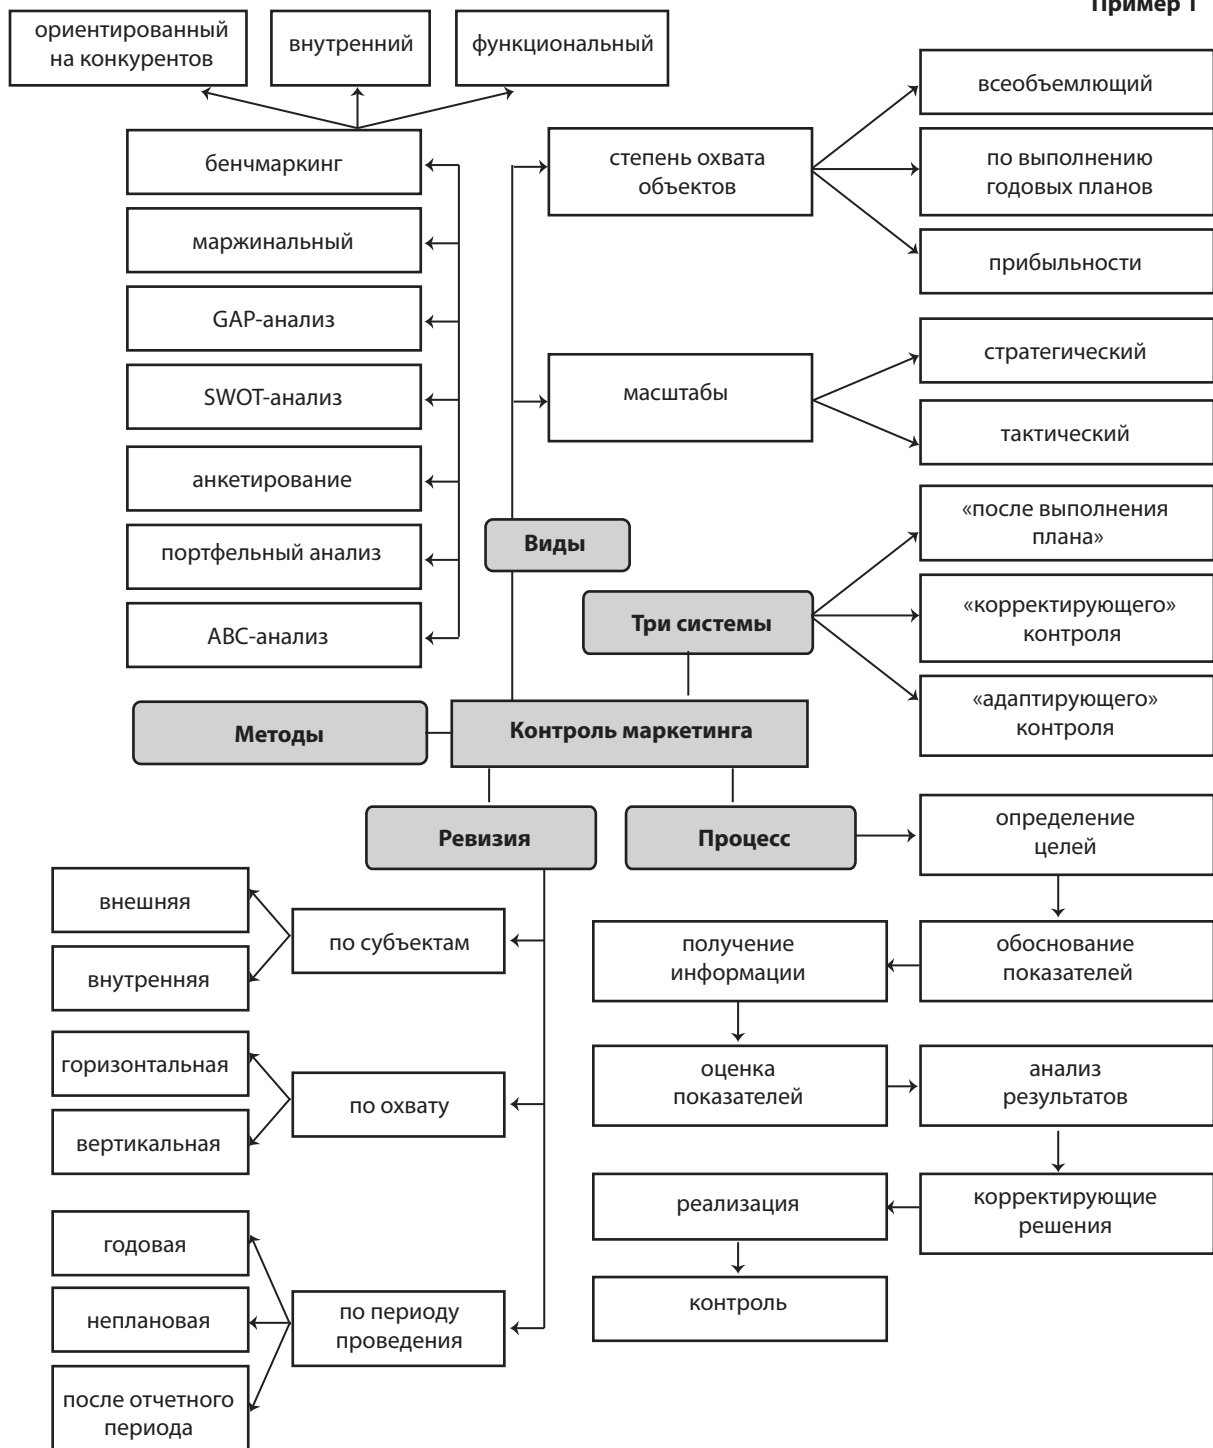 Пример 1
ориентированный
на конкурентов
внутренний
функциональный
бенчмаркинг
маржинальный
GAP-анализ
SWOT-анализ
анкетирование
портфельный анализ
ABC-анализ
степень охвата
объектов
всеобъемлющий
по выполнению
годовых планов
прибыльности
масштабы
стратегический
тактический
Виды
Три системы
«после выполнения
плана»
«корректирующего»
контроля
«адаптирующего»
контроля
Методы
Контроль маркетинга
Ревизия
Процесс
определение
целей
внешняя
внутренняя
по субъектам
получение
информации
обоснование
показателей
горизонтальная
вертикальная
по охвату
оценка
показателей
анализ
результатов
реализация
корректирующие
решения
годовая
неплановая
после отчетного
периода
по периоду
проведения
контроль